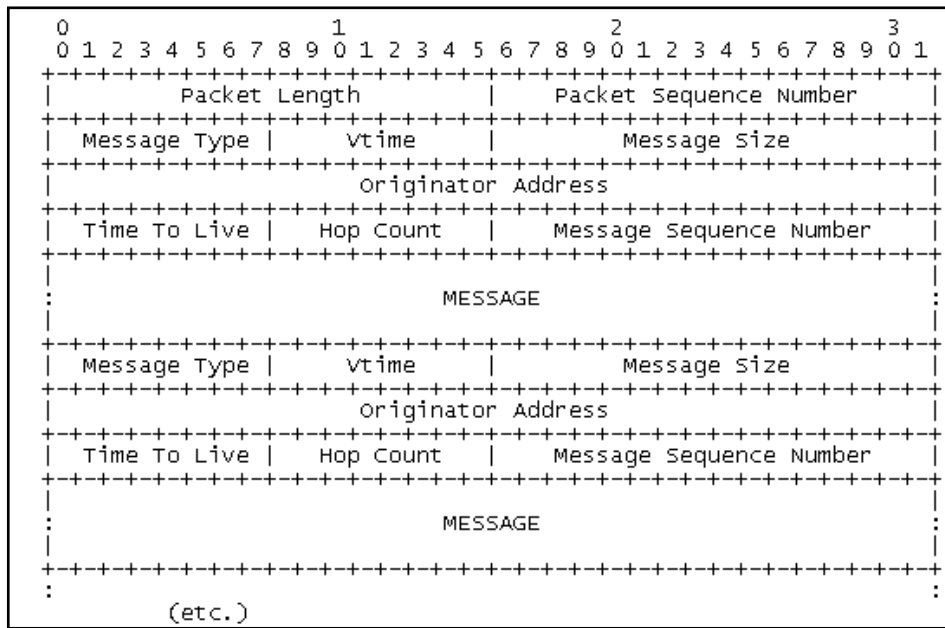 0                   1                   2                   3
 0 1 2 3 4 5 6 7 8 9 0 1 2 3 4 5 6 7 8 9 0 1 2 3 4 5 6 7 8 9 0 1
+-+-+-+-+-+-+-+-+-+-+-+-+-+-+-+-+-+-+-+-+-+-+-+-+-+-+-+-+-+-+-+-+
|         Packet Length         |    Packet Sequence Number     |
+-+-+-+-+-+-+-+-+-+-+-+-+-+-+-+-+-+-+-+-+-+-+-+-+-+-+-+-+-+-+-+-+
|  Message Type |     Vtime     |         Message Size          |
+-+-+-+-+-+-+-+-+-+-+-+-+-+-+-+-+-+-+-+-+-+-+-+-+-+-+-+-+-+-+-+-+
|                      Originator Address                       |
+-+-+-+-+-+-+-+-+-+-+-+-+-+-+-+-+-+-+-+-+-+-+-+-+-+-+-+-+-+-+-+-+
|  Time To Live |   Hop Count   |    Message Sequence Number    |
+-+-+-+-+-+-+-+-+-+-+-+-+-+-+-+-+-+-+-+-+-+-+-+-+-+-+-+-+-+-+-+-+
|                                                               |
:                            MESSAGE                            :
|                                                               |
+-+-+-+-+-+-+-+-+-+-+-+-+-+-+-+-+-+-+-+-+-+-+-+-+-+-+-+-+-+-+-+-+
|  Message Type |     Vtime     |         Message Size          |
+-+-+-+-+-+-+-+-+-+-+-+-+-+-+-+-+-+-+-+-+-+-+-+-+-+-+-+-+-+-+-+-+
|                      Originator Address                       |
+-+-+-+-+-+-+-+-+-+-+-+-+-+-+-+-+-+-+-+-+-+-+-+-+-+-+-+-+-+-+-+-+
|  Time To Live |   Hop Count   |    Message Sequence Number    |
+-+-+-+-+-+-+-+-+-+-+-+-+-+-+-+-+-+-+-+-+-+-+-+-+-+-+-+-+-+-+-+-+
|                                                               |
:                            MESSAGE                            :
|                                                               |
+-+-+-+-+-+-+-+-+-+-+-+-+-+-+-+-+-+-+-+-+-+-+-+-+-+-+-+-+-+-+-+-+
:                                                               :
         (etc.)